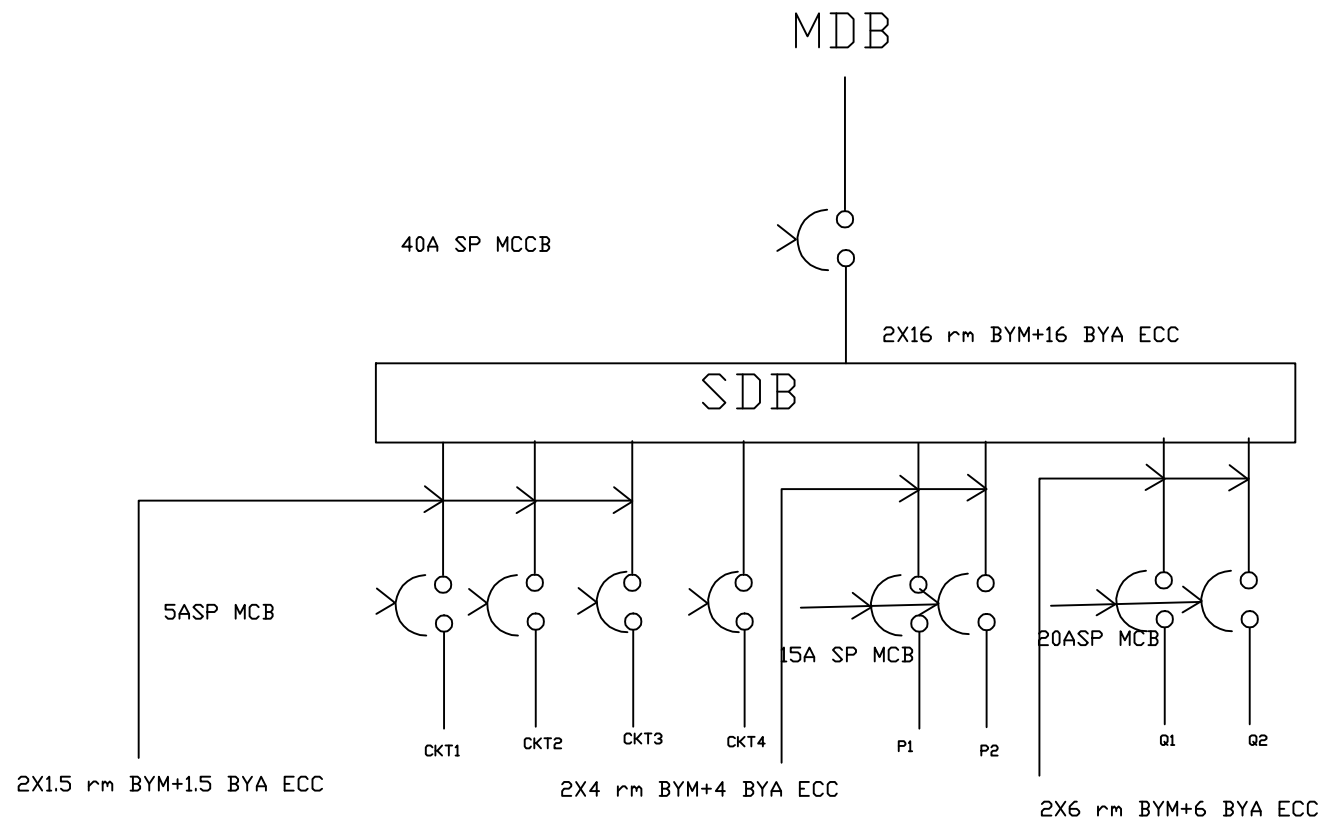 MDB
40A SP MCCB
2X16 rm BYM+16 BYA ECC
SDB
5ASP MCB
15A SP MCB
20ASP MCB
CKT1
CKT2
CKT3
CKT4
P1
P2
Q1
Q2
2X1.5 rm BYM+1.5 BYA ECC
2X4 rm BYM+4 BYA ECC
2X6 rm BYM+6 BYA ECC